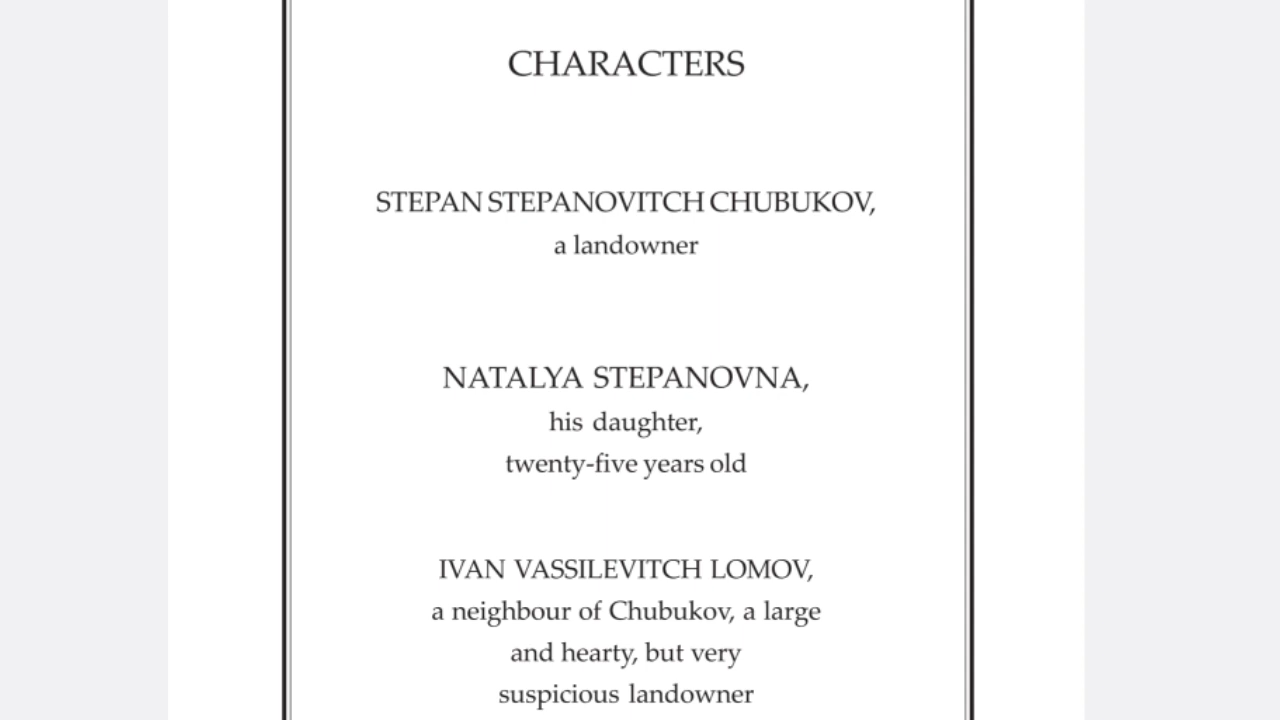 CHARACTERS
STEPAN STEPANOVITCH CHUBUKOV,
a landowner
NATALYA STEPANOVNA,
his daughter,
twenty-five years old
IVAN VASSILEVITCH LOMOV,
a neighbour of Chubukov, a large
and hearty, but very
suspicious landowner